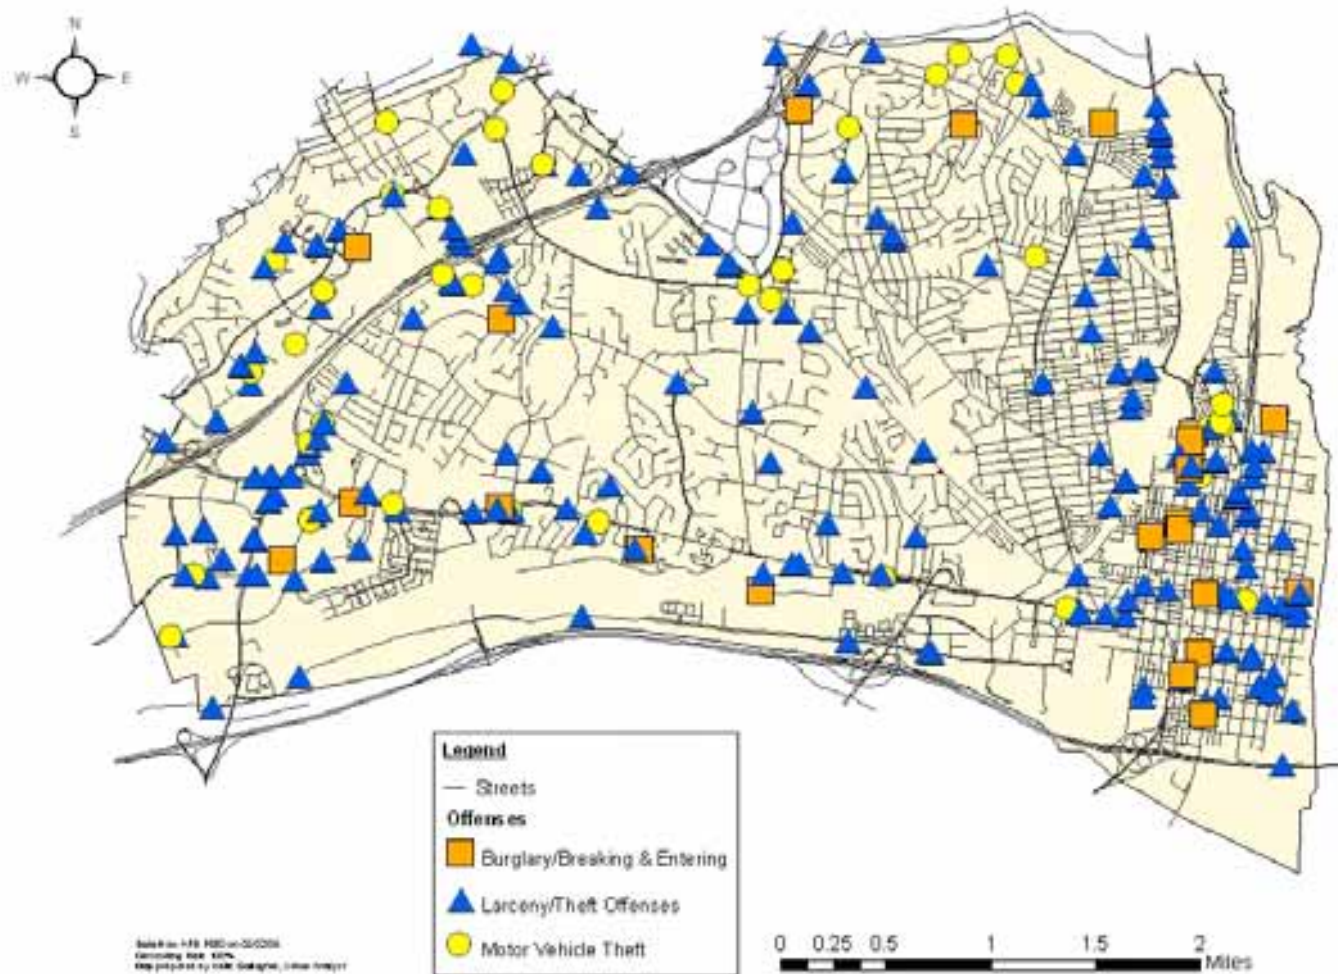 N
W E
S
Legend
Streets
Offenses
Burglary/Breaking & Entering
Larceny/Theft Offenses
Motor Vehicle Theft
0 0.25 0.5 1 1.5 2
Miles